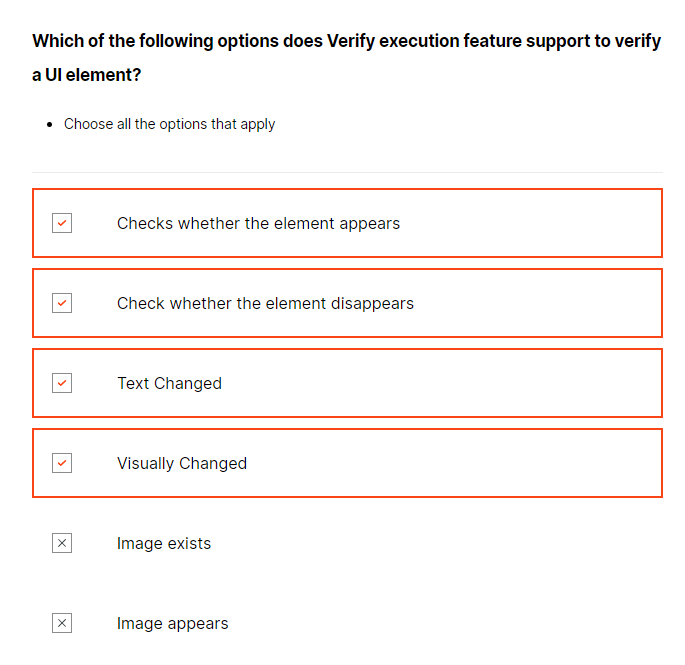 Which of the following options does Verify execution feature support to verify
a UI element?
Choose all the options that apply
Checks whether the element appears
Check whether the element disappears
Text Changed
Visually Changed
Image exists
Image appears